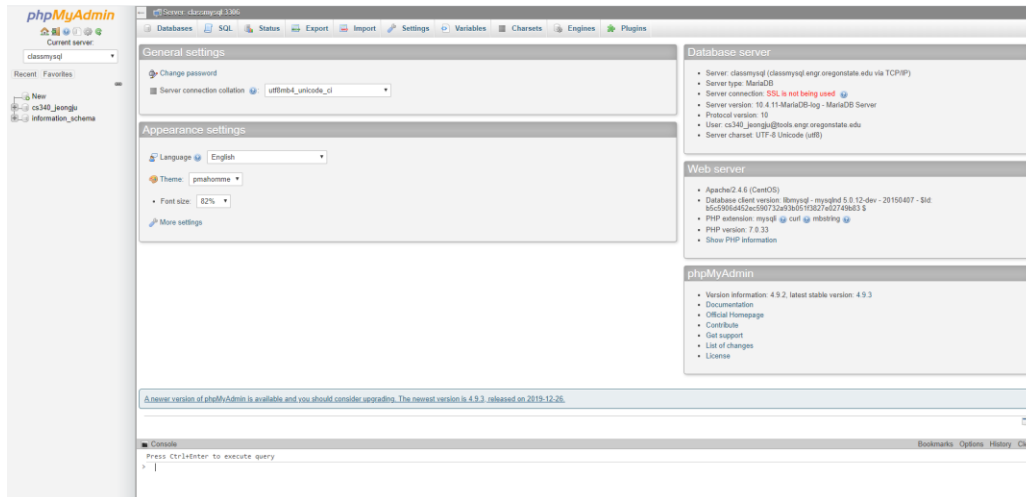 phpMyAdmin
Current server:
classmysql
Recent Favorites
New
cs340_jeongju
information_schema
Server: classmysql:3306
Databases SQL Status Export Import Settings Variables Charsets Engines Plugins
General settings
Change password
Server connection collation : utf8mb4_unicode_ci
Appearance settings
Language English
Theme: pmahomme
Font size: 82%
More settings
Database server
Server: classmysql (classmysql.engr.oregonstate.edu via TCP/IP)
Server type: MariaDB
Server connection: SSL is not being used
Server version: 10.4.11-MariaDB-log - MariaDB Server
Protocol version: 10
User: cs340_jeongju@tools.engr.oregonstate.edu
Server charset: UTF-8 Unicode (utf8)
Web server
Apache/2.4.6 (CentOS)
Database client version: libmysql - mysqlnd 5.0.12-dev - 20150407 - $Id:
b5c5906d452ec590732a93b051f3827e02749b83 $
PHP extension: mysqli curl mbstring
PHP version: 7.0.33
Show PHP information
phpMyAdmin
Version information: 4.9.2, latest stable version: 4.9.3
Documentation
Official Homepage
Contribute
Get support
List of changes
License
A newer version of phpMyAdmin is available and you should consider upgrading. The newest version is 4.9.3, released on 2019-12-26.
Console
Bookmarks Options History
Press Ctrl+Enter to execute query
>